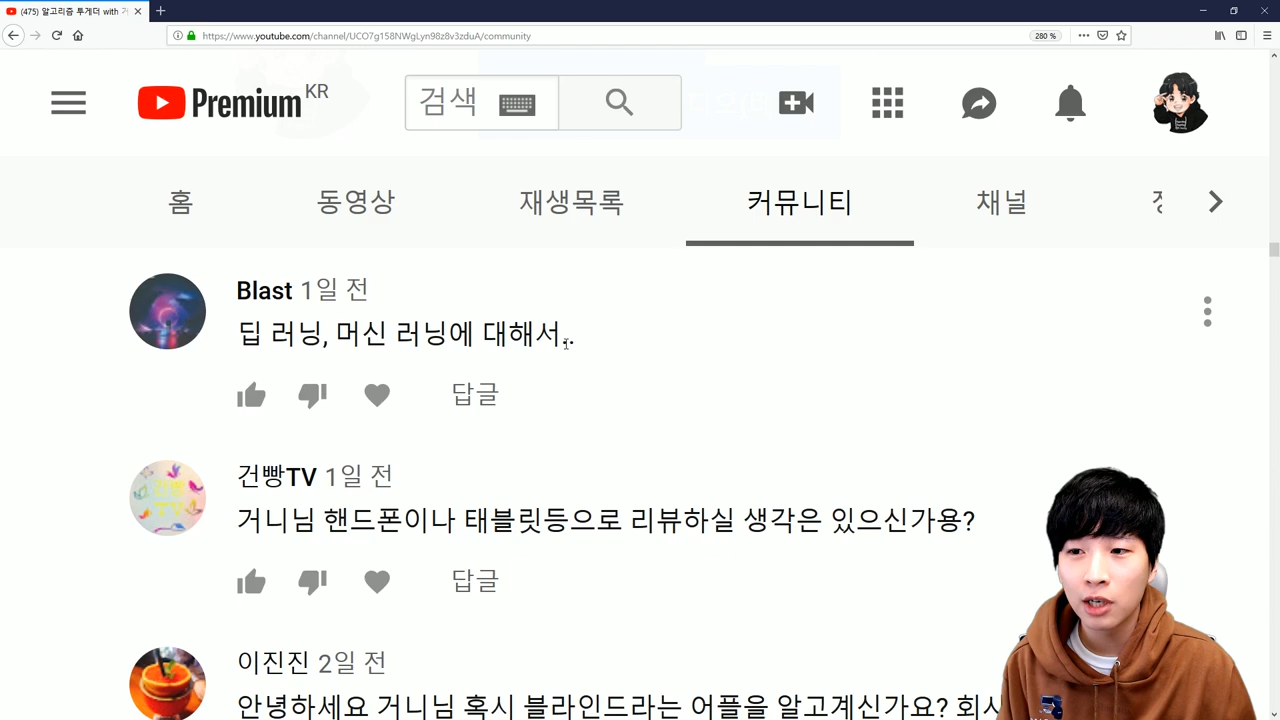 (475) 알고리즘 투게더 with 거
https://www.youtube.com/channel/UCO7g158NWgLyn98z8v3zduA/community
280 %
Premium KR
검색
홈 동영상 재생목록 커뮤니티 채널
Blast 1일 전
딥 러닝, 머신 러닝에 대해서..
답글
건빵TV 1일 전
거니님 핸드폰이나 태블릿등으로 리뷰하실 생각은 있으신가용?
답글
이진진 2일 전
안녕하세요 거니님 혹시 블라인드라는 어플을 알고계신가요? 회사